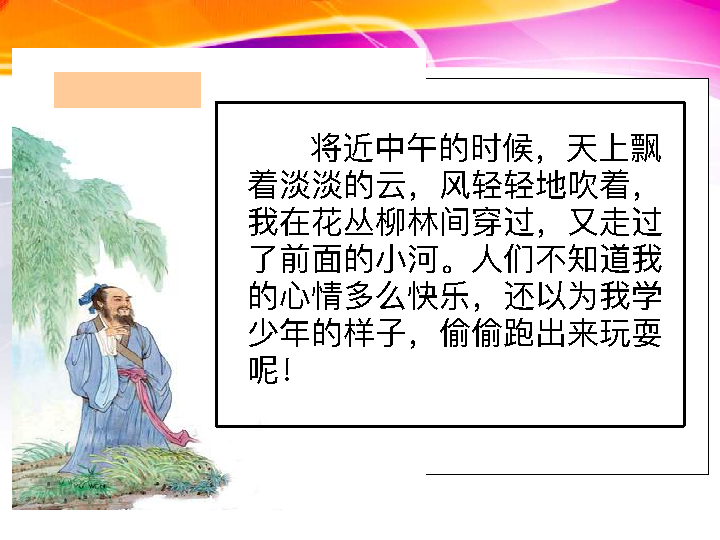 将近中午的时候，天上飘
着淡淡的云，风轻轻地吹着，
我在花丛柳林间穿过，又走过
了前面的小河。人们不知道我
的心情多么快乐，还以为我学
少年的样子，偷偷跑出来玩耍
呢！